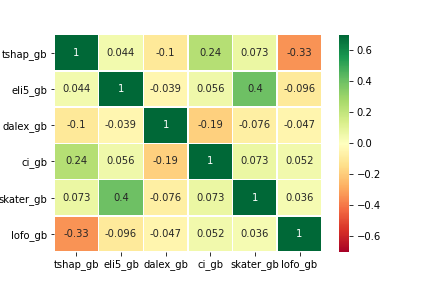 tshap_gb 1 0.044 -0.1 0.24 0.073 -0.33
eli5_gb 0.044 1 -0.039 0.056 0.4 -0.096
dalex_gb -0.1 -0.039 1 -0.19 -0.076 -0.047
ci_gb 0.24 0.056 -0.19 1 0.073 0.052
skater_gb 0.073 0.4 -0.076 0.073 1 0.036
lofo_gb -0.33 -0.096 -0.047 0.052 0.036 1
tshap_gb eli5_gb dalex_gb ci_gb skater_gb lofo_gb
0.6
0.4
0.2
0.0
−0.2
−0.4
−0.6